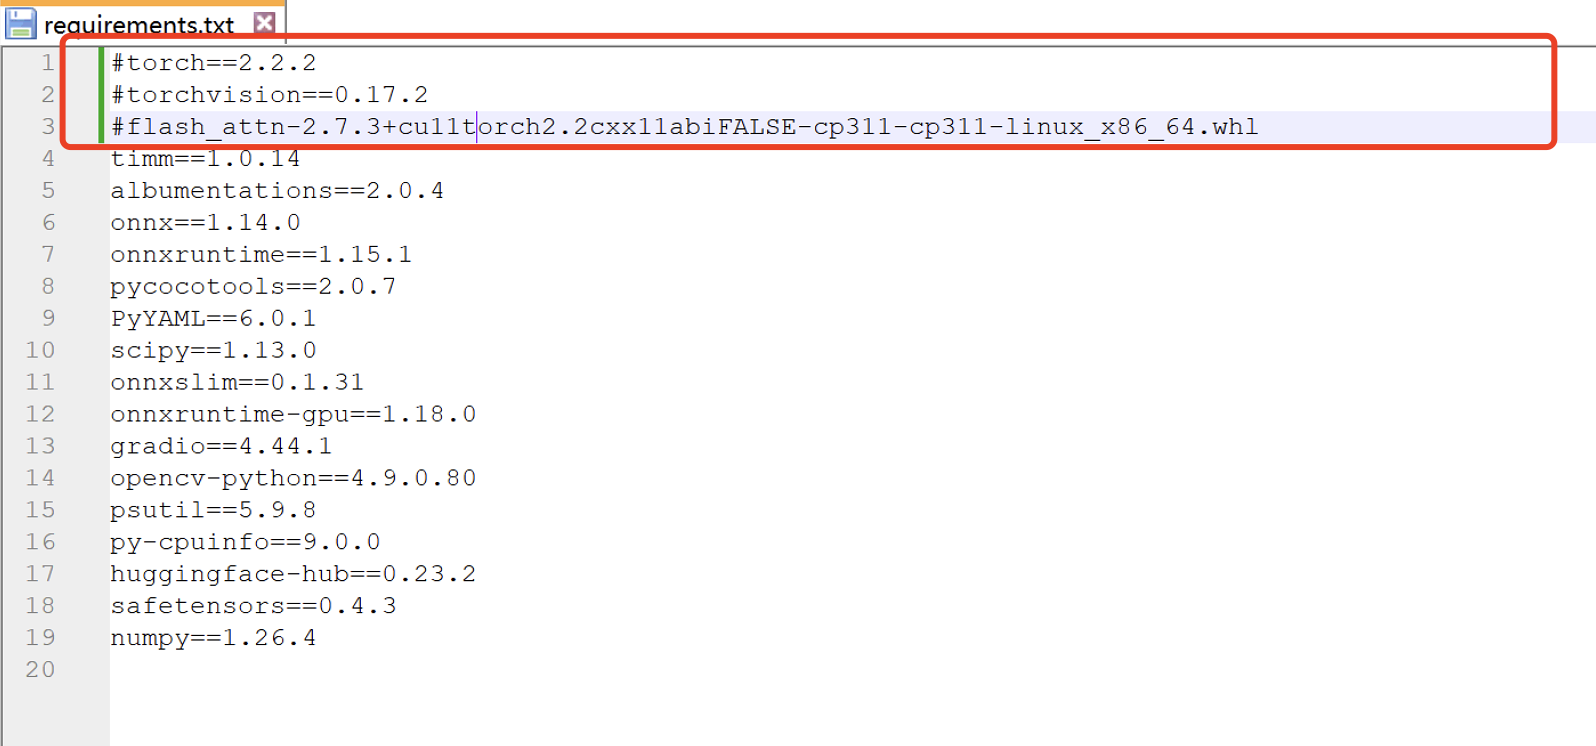 requirements.txt
1 #torch==2.2.2
2 #torchvision==0.17.2
3 #flash_attn-2.7.3+cu11torch2.2cxx11abiFALSE-cp311-cp311-linux_x86_64.whl
4 timm==1.0.14
5 albumentations==2.0.4
6 onnx==1.14.0
7 onnxruntime==1.15.1
8 pycocotools==2.0.7
9 PyYAML==6.0.1
10 scipy==1.13.0
11 onnxslim==0.1.31
12 onnxruntime-gpu==1.18.0
13 gradio==4.44.1
14 opencv-python==4.9.0.80
15 psutil==5.9.8
16 py-cpuinfo==9.0.0
17 huggingface-hub==0.23.2
18 safetensors==0.4.3
19 numpy==1.26.4
20